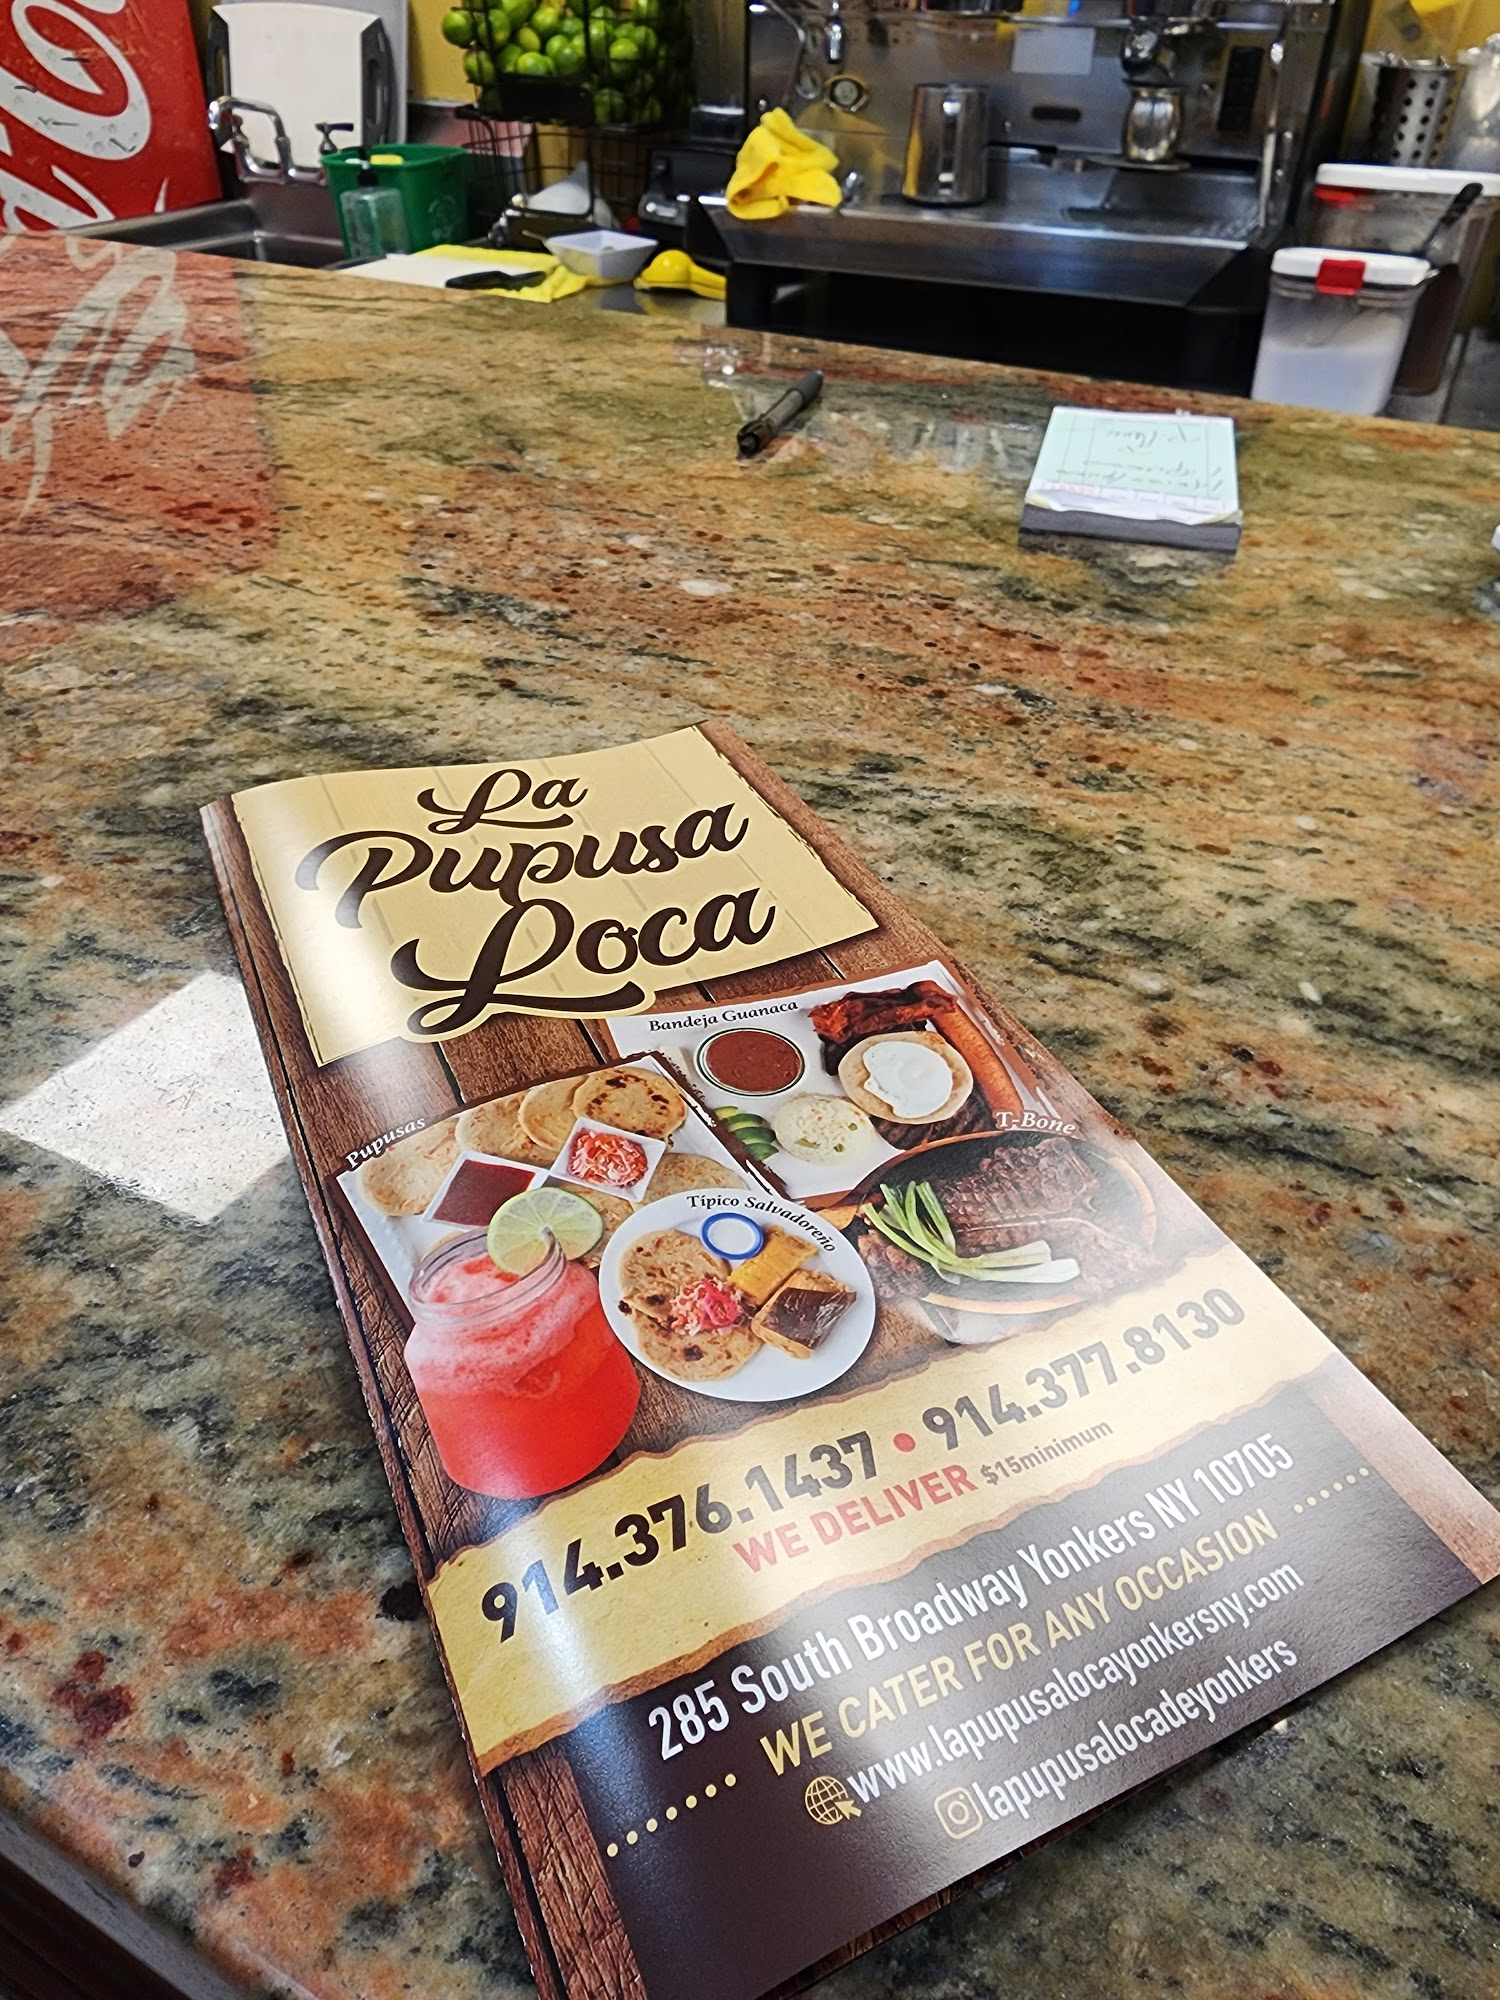 La
Pupusa
Loca
Bandeja Guanaca
Pupusas
T-Bone
Típico Salvadoreño
914.376.1437 • 914.377.8130
WE DELIVER $15minimum
285 South Broadway Yonkers NY 10705
WE CATER FOR ANY OCCASION
www.lapupusalocayonkersny.com
lapupusalocadeyonkers